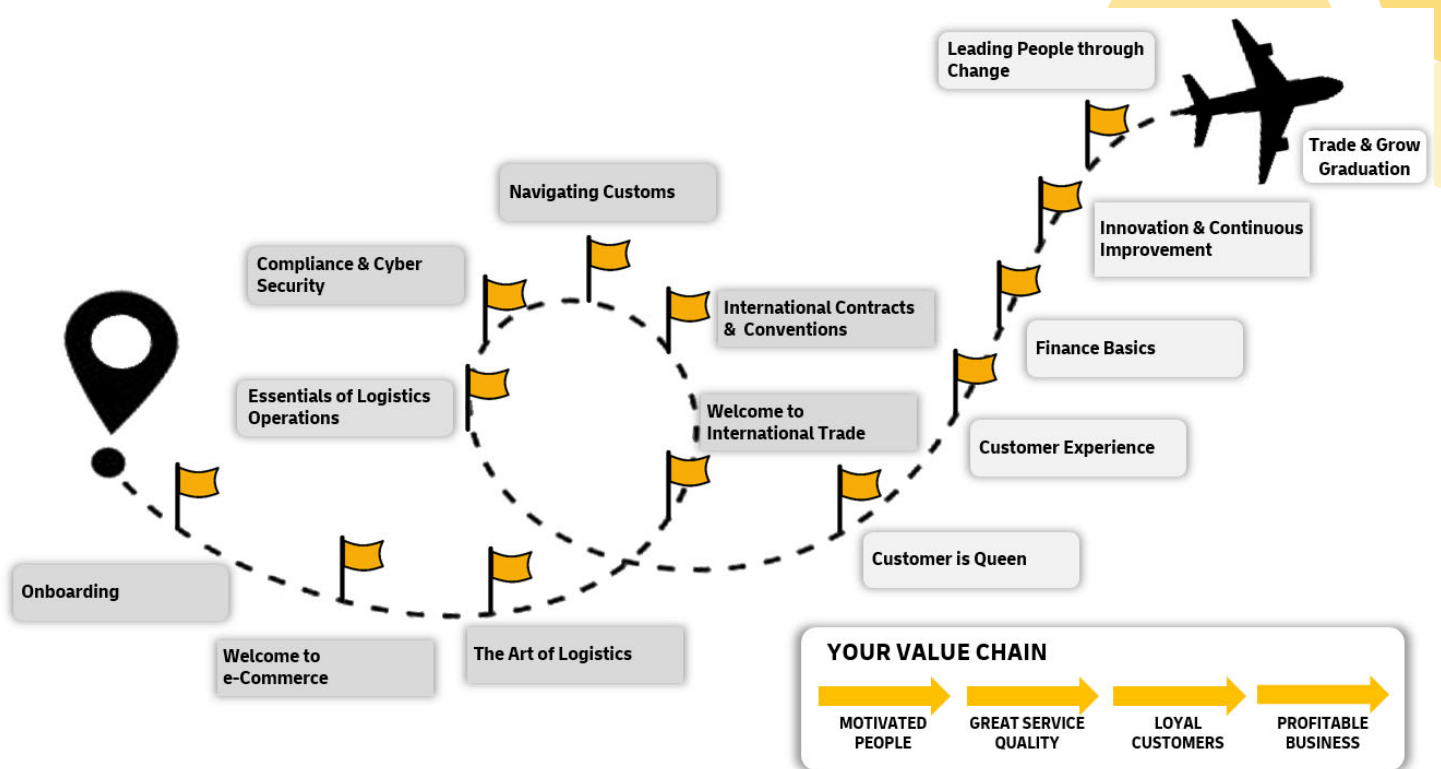 Leading People through
Change
Trade & Grow
Graduation
Navigating Customs
Innovation & Continuous
Improvement
Compliance & Cyber
Security
International Contracts
& Conventions
Finance Basics
Essentials of Logistics
Operations
Welcome to
International Trade
Customer Experience
Customer is Queen
Onboarding
Welcome to
e-Commerce
The Art of Logistics
YOUR VALUE CHAIN
MOTIVATED
PEOPLE
GREAT SERVICE
QUALITY
LOYAL
CUSTOMERS
PROFITABLE
BUSINESS